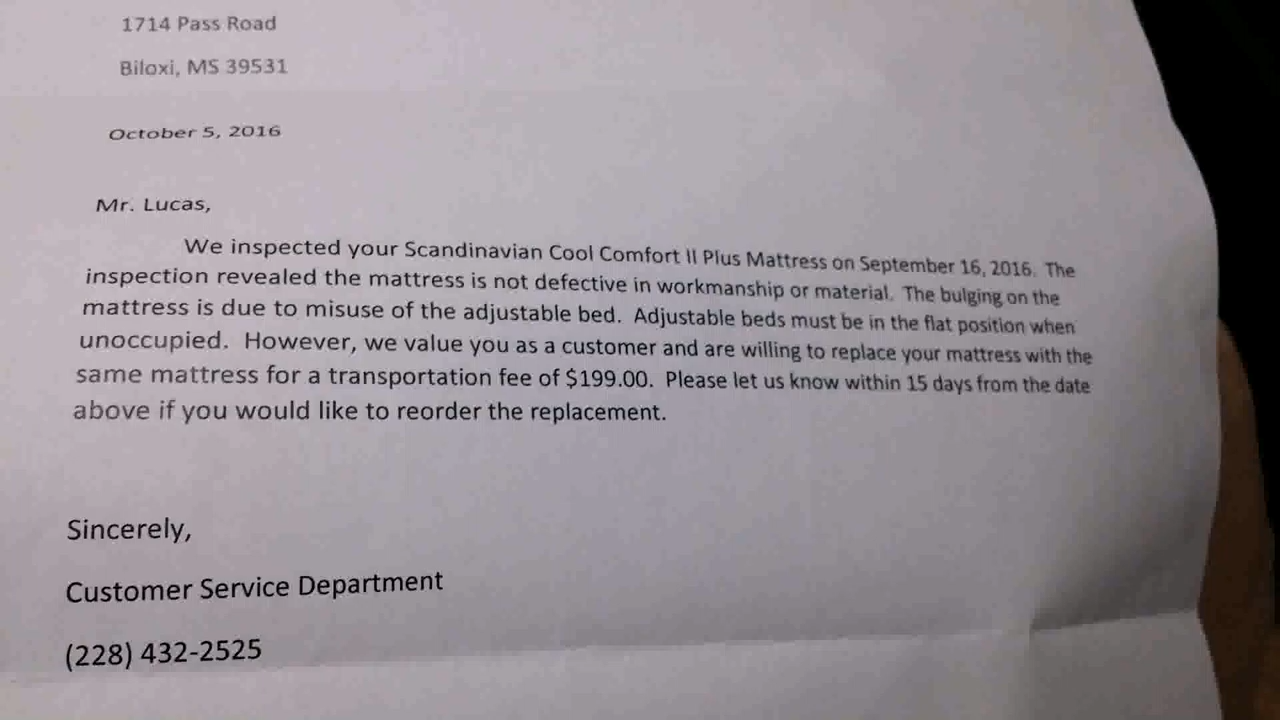 1714 Pass Road
Biloxi, MS 39531
October 5, 2016
Mr. Lucas,
We inspected your Scandinavian Cool Comfort II Plus Mattress on September 16, 2016. The
inspection revealed the mattress is not defective in workmanship or material. The bulging on the
mattress is due to misuse of the adjustable bed. Adjustable beds must be in the flat position when
unoccupied. However, we value you as a customer and are willing to replace your mattress with the
same mattress for a transportation fee of $199.00. Please let us know within 15 days from the date
above if you would like to reorder the replacement.
Sincerely,
Customer Service Department
(228) 432-2525